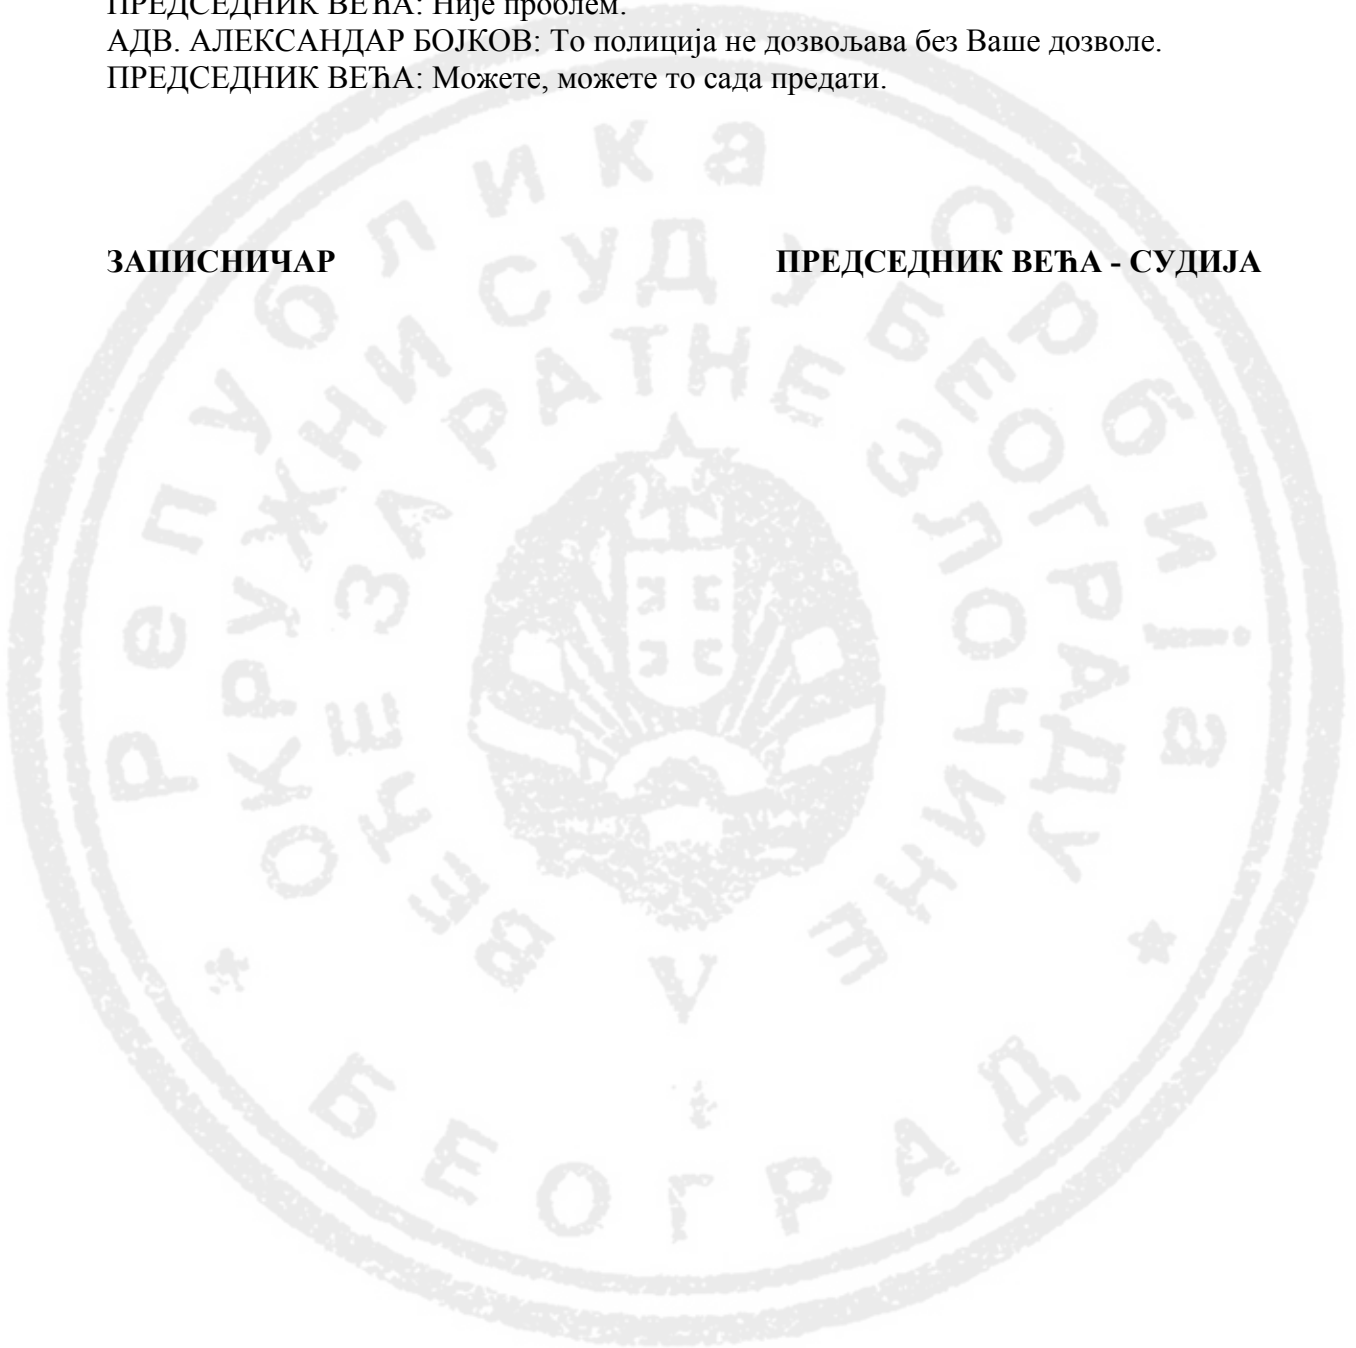 ПРЕДСЕДНИК ВЕЋА: Није проблем.
АДВ. АЛЕКСАНДАР БОЈКОВ: То полиција не дозвољава без Ваше дозволе.
ПРЕДСЕДНИК ВЕЋА: Можете, можете то сада предати.
ЗАПИСНИЧАР ПРЕДСЕДНИК ВЕЋА - СУДИЈА
Република Србија
ОКРУЖНИ СУД У БЕОГРАДУ
ВЕЋЕ ЗА РАТНЕ ЗЛОЧИНЕ
V
БЕОГРАД